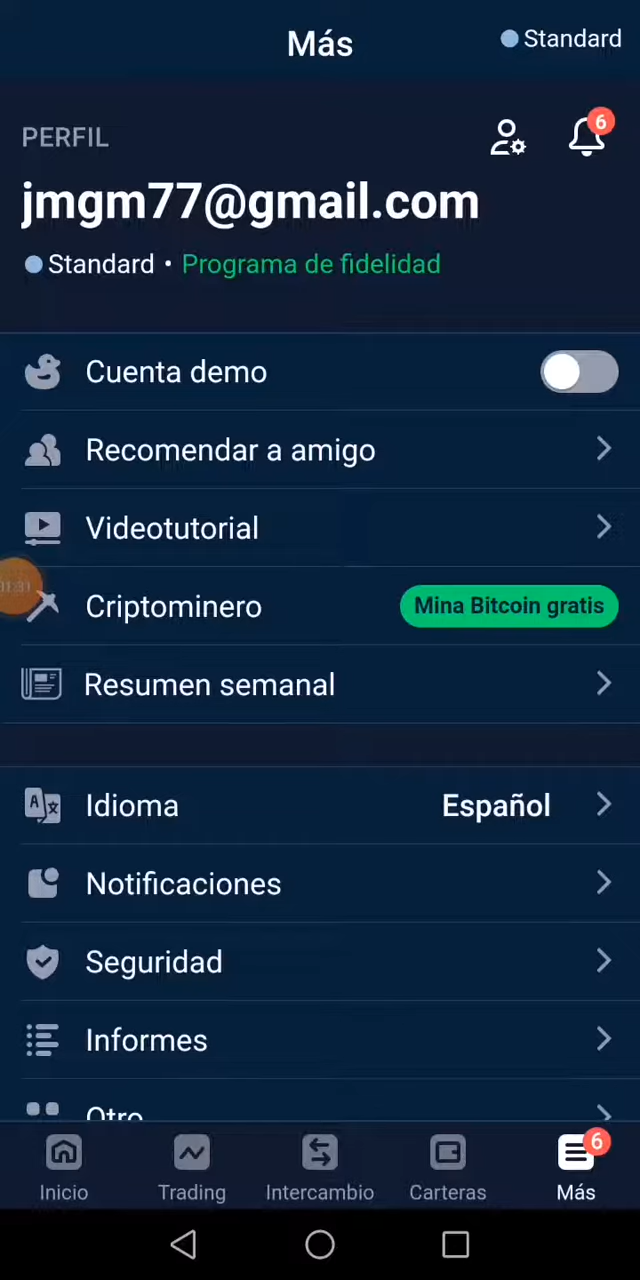 Más
Standard
PERFIL
6
jmgm77@gmail.com
Standard • Programa de fidelidad
Cuenta demo
Recomendar a amigo
Videotutorial
Criptominero
Mina Bitcoin gratis
Resumen semanal
Idioma
Español
Notificaciones
Seguridad
Informes
Otro
6
Inicio
Trading
Intercambio
Carteras
Más